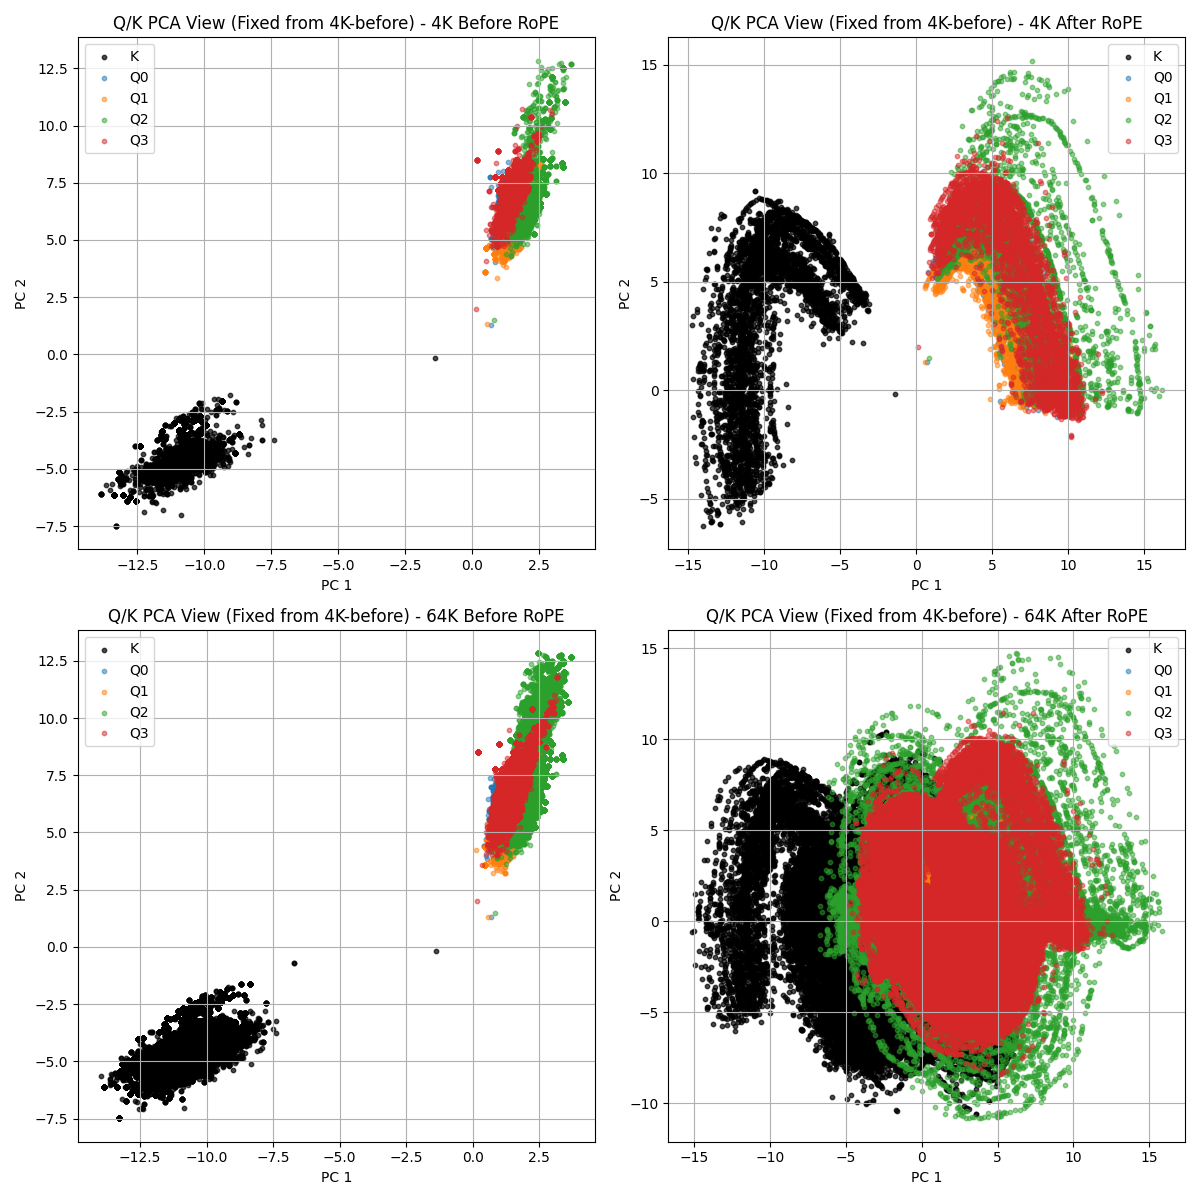 Q/K PCA View (Fixed from 4K-before) - 4K Before RoPE
K
Q0
Q1
Q2
Q3
12.5
10.0
7.5
5.0
2.5
0.0
−2.5
−5.0
−7.5
PC 2
−12.5 −10.0 −7.5 −5.0 −2.5 0.0 2.5
PC 1
Q/K PCA View (Fixed from 4K-before) - 4K After RoPE
K
Q0
Q1
Q2
Q3
15
10
5
0
−5
PC 2
−15 −10 −5 0 5 10 15
PC 1
Q/K PCA View (Fixed from 4K-before) - 64K Before RoPE
K
Q0
Q1
Q2
Q3
12.5
10.0
7.5
5.0
2.5
0.0
−2.5
−5.0
−7.5
PC 2
−12.5 −10.0 −7.5 −5.0 −2.5 0.0 2.5
PC 1
Q/K PCA View (Fixed from 4K-before) - 64K After RoPE
K
Q0
Q1
Q2
Q3
15
10
5
0
−5
−10
PC 2
−15 −10 −5 0 5 10 15
PC 1